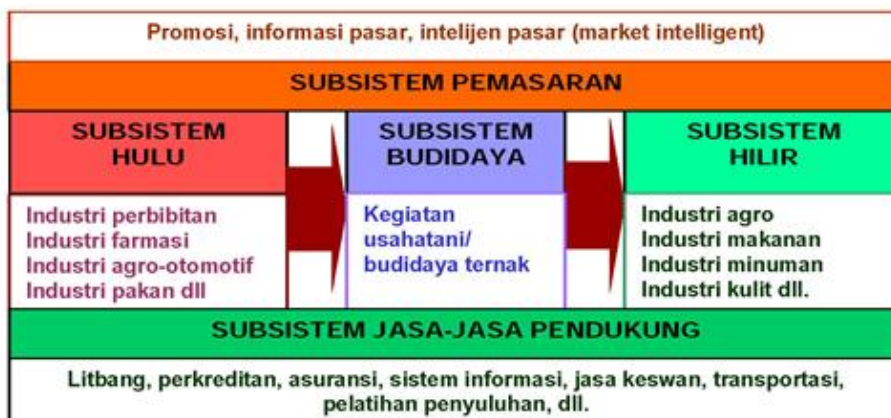 Promosi, informasi pasar, intelijen pasar (market intelligent)
SUBSISTEM PEMASARAN
SUBSISTEM
HULU
Industri perbibitan
Industri farmasi
Industri agro-otomotif
Industri pakan dll
SUBSISTEM
BUDIDAYA
Kegiatan
usahatani/
budidaya ternak
SUBSISTEM
HILIR
Industri agro
Industri makanan
Industri minuman
Industri kulit dll.
SUBSISTEM JASA-JASA PENDUKUNG
Litbang, perkreditan, asuransi, sistem informasi, jasa keswan, transportasi,
pelatihan penyuluhan, dll.